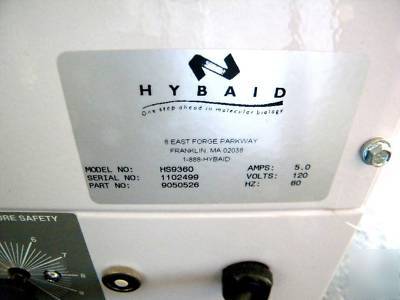 HYBAID
One step ahead in molecular biology
8 EAST FORGE PARKWAY
FRANKLIN, MA 02038
1-888-HYBAID
MODEL NO: HS9360 AMPS: 5.0
SERIAL NO: 1102499 VOLTS: 120
PART NO: 9050526 HZ: 60
URE SAFETY